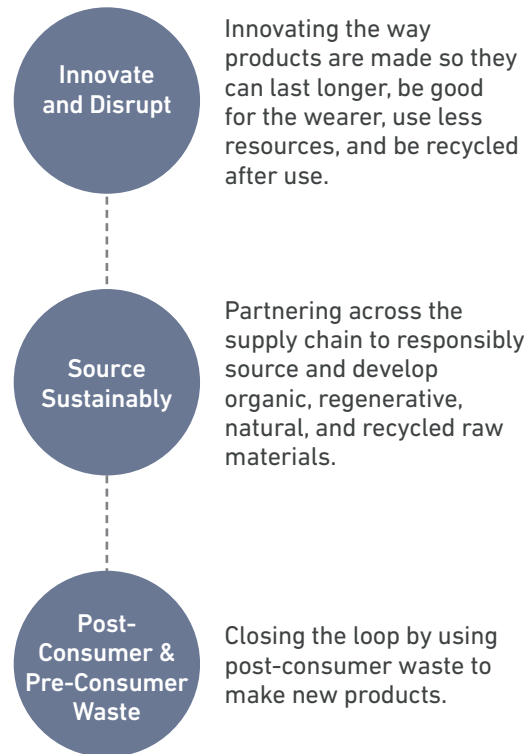 Innovate
and Disrupt
Innovating the way
products are made so they
can last longer, be good
for the wearer, use less
resources, and be recycled
after use.
Source
Sustainably
Partnering across the
supply chain to responsibly
source and develop
organic, regenerative,
natural, and recycled raw
materials.
Post-
Consumer &
Pre-Consumer
Waste
Closing the loop by using
post-consumer waste to
make new products.